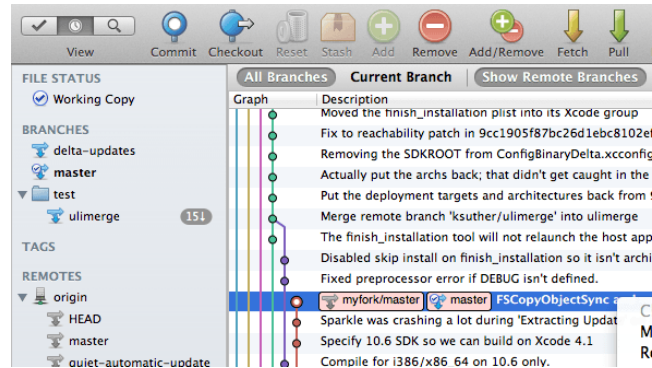 View Commit Checkout Reset Stash Add Remove Add/Remove Fetch Pull
FILE STATUS
Working Copy
BRANCHES
delta-updates
master
test
ulimerge 15↓
TAGS
REMOTES
origin
HEAD
master
quiet-automatic-update
All Branches Current Branch Show Remote Branches
Graph Description
Moved the finish_installation plist into its Xcode group
Fix to reachability patch in 9cc1905f87bc26d1ebc8102ef
Removing the SDKROOT from ConfigBinaryDelta.xcconfig
Actually put the archs back; that didn't get caught in the
Put the deployment targets and architectures back from
Merge remote branch 'ksuther/ulimerge' into ulimerge
The finish_installation tool will not relaunch the host app
Disabled skip install on finish_installation so it isn't archi
Fixed preprocessor error if DEBUG isn't defined.
myfork/master master FSCopyObjectSync
Sparkle was crashing a lot during 'Extracting Updat
Specify 10.6 SDK so we can build on Xcode 4.1
Compile for i386/x86_64 on 10.6 only.
C
M
Re